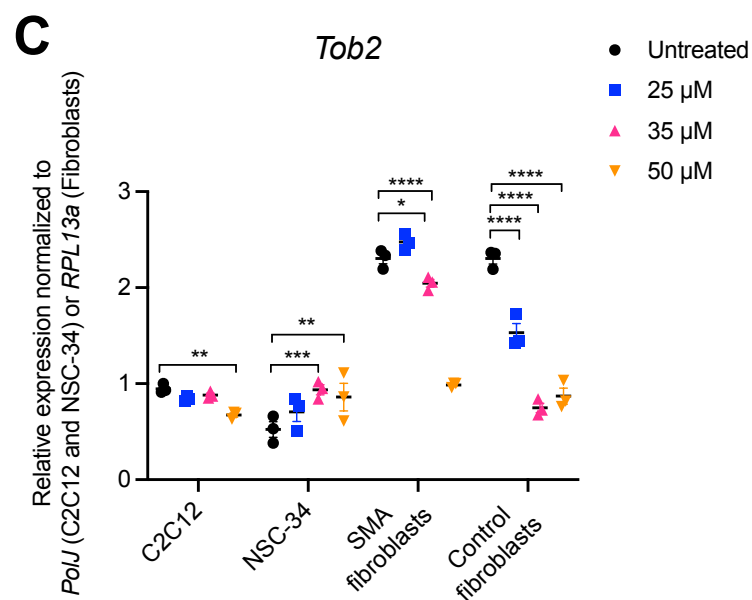 C
Tob2
Untreated
25 µM
35 µM
50 µM
Relative expression normalized to
PolJ (C2C12 and NSC-34) or RPL13a (Fibroblasts)
3
2
1
0
**
***
**
*
****
****
****
****
C2C12
NSC-34
SMA
fibroblasts
Control
fibroblasts